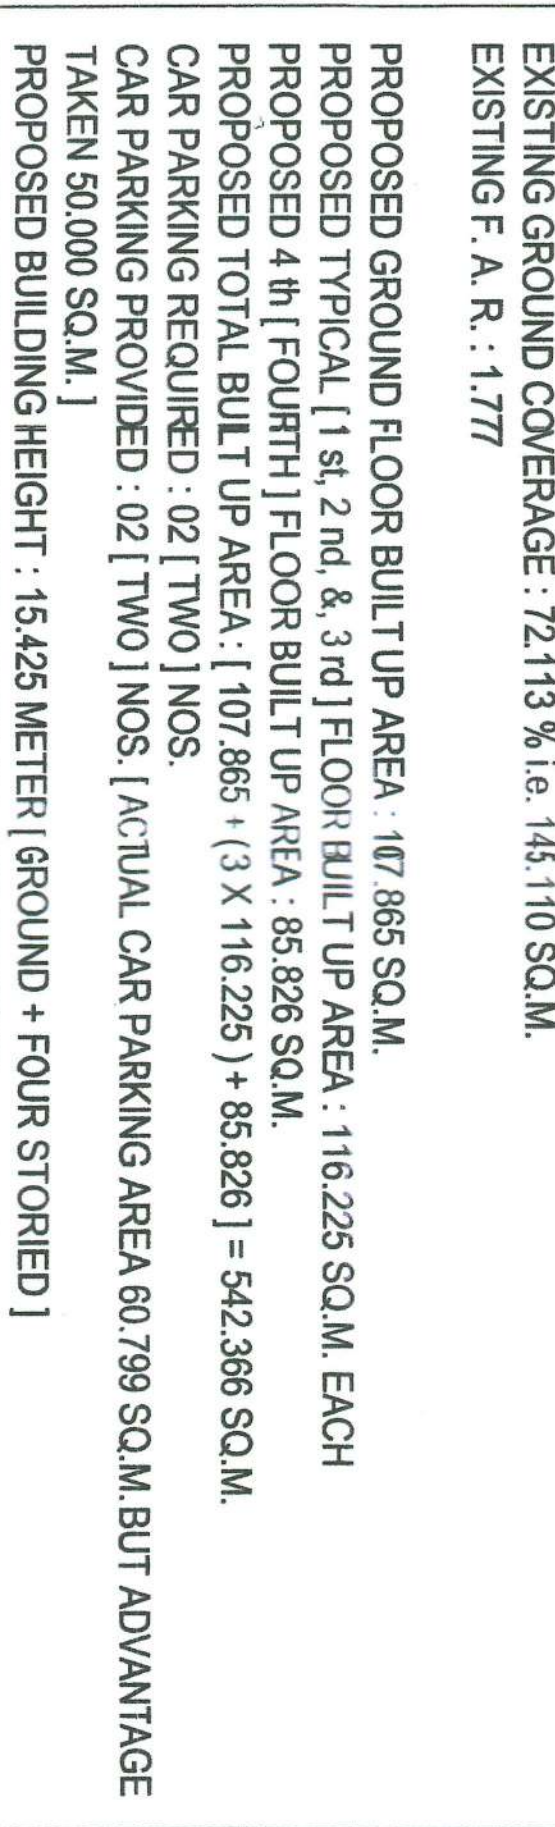 EXISTING GROUND COVERAGE : 72.113 % i.e. 145.110 SQ.M.
EXISTING F. A. R. : 1.777
PROPOSED GROUND FLOOR BUILT UP AREA : 107.865 SQ.M.
PROPOSED TYPICAL [ 1 st, 2 nd, &, 3 rd ] FLOOR BUILT UP AREA : 116.225 SQ.M. EACH
PROPOSED 4 th [ FOURTH ] FLOOR BUILT UP AREA : 85.826 SQ.M.
PROPOSED TOTAL BUILT UP AREA : [ 107.865 + ( 3 X 116.225 ) + 85.826 ] = 542.366 SQ.M.
CAR PARKING REQUIRED : 02 [ TWO ] NOS.
CAR PARKING PROVIDED : 02 [ TWO ] NOS. [ ACTUAL CAR PARKING AREA 60.799 SQ.M. BUT ADVANTAGE
TAKEN 50.000 SQ.M. ]
PROPOSED BUILDING HEIGHT : 15.425 METER [ GROUND + FOUR STORIED ]